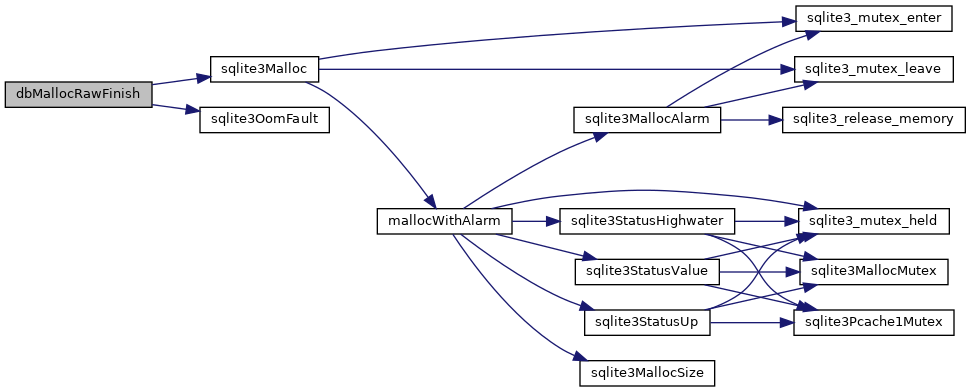 dbMallocRawFinish
sqlite3Malloc
sqlite3OomFault
mallocWithAlarm
sqlite3MallocAlarm
sqlite3StatusHighwater
sqlite3StatusValue
sqlite3StatusUp
sqlite3MallocSize
sqlite3_mutex_enter
sqlite3_mutex_leave
sqlite3_release_memory
sqlite3_mutex_held
sqlite3MallocMutex
sqlite3Pcache1Mutex